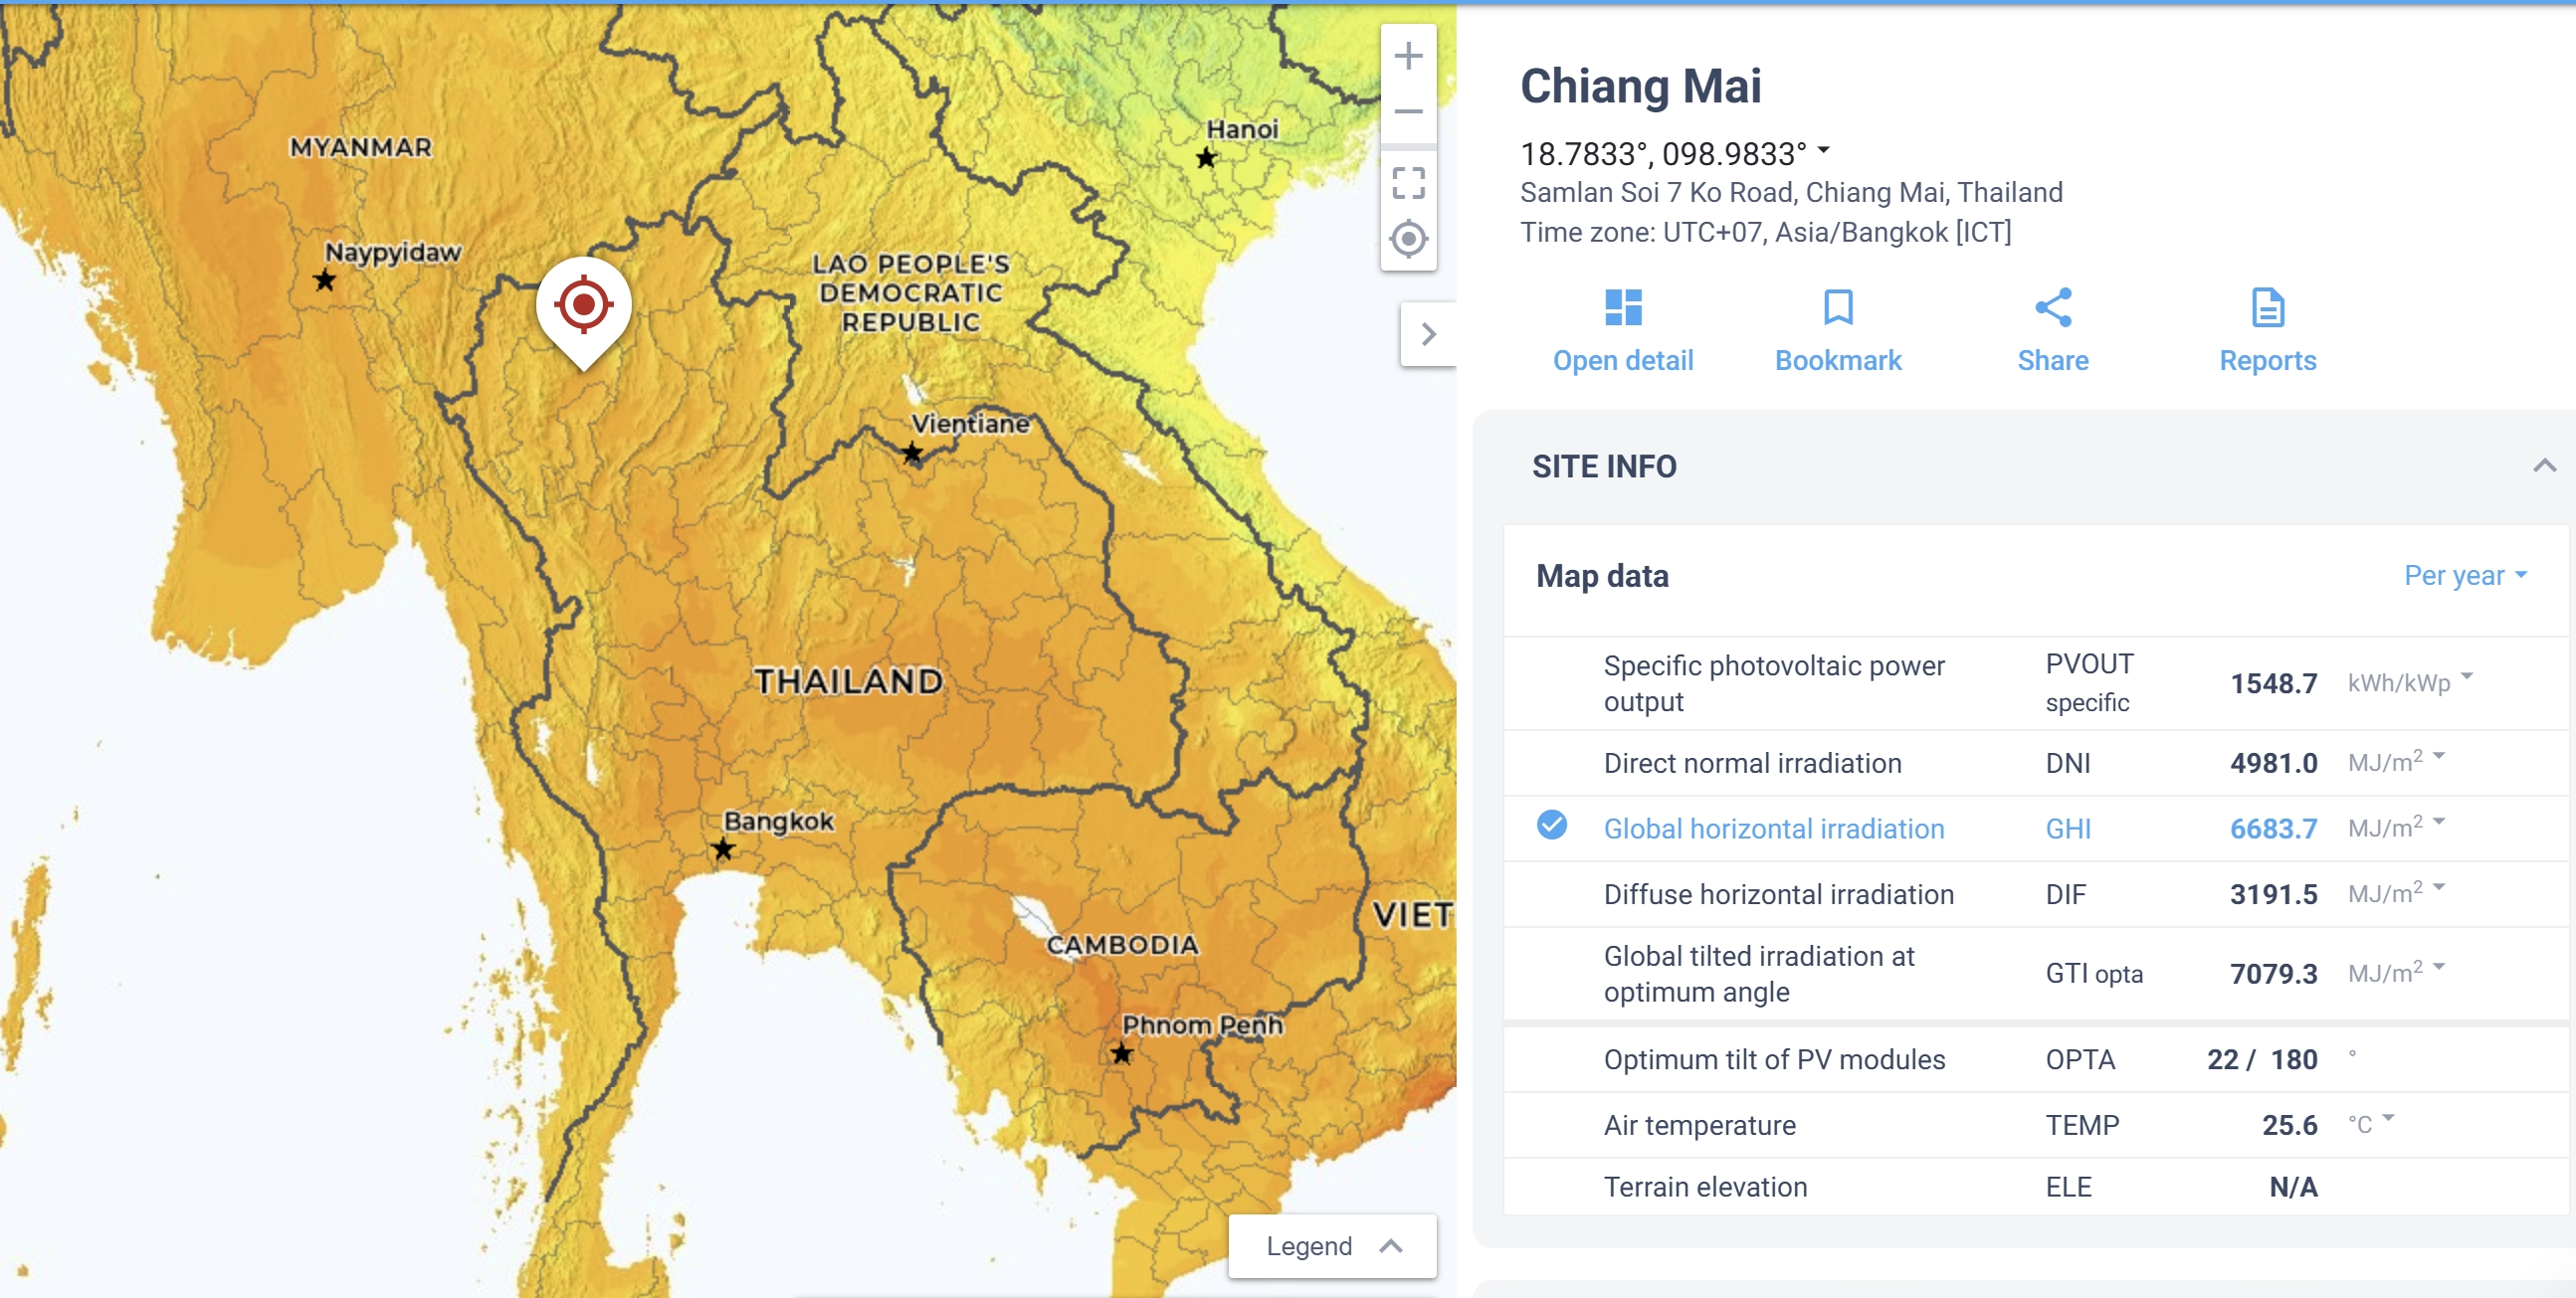 MYANMAR
Hanoi
Naypyidaw
LAO PEOPLE'S
DEMOCRATIC
REPUBLIC
Vientiane
THAILAND
Bangkok
CAMBODIA
VIET
Phnom Penh
Legend
Chiang Mai
18.7833°, 098.9833°
Samlan Soi 7 Ko Road, Chiang Mai, Thailand
Time zone: UTC+07, Asia/Bangkok [ICT]
Open detail Bookmark Share Reports
SITE INFO
Map data Per year
Specific photovoltaic power
output PVOUT
specific 1548.7 kWh/kWp
Direct normal irradiation DNI 4981.0 MJ/m²
Global horizontal irradiation GHI 6683.7 MJ/m²
Diffuse horizontal irradiation DIF 3191.5 MJ/m²
Global tilted irradiation at
optimum angle GTI opta 7079.3 MJ/m²
Optimum tilt of PV modules OPTA 22 / 180 °
Air temperature TEMP 25.6 °C
Terrain elevation ELE N/A